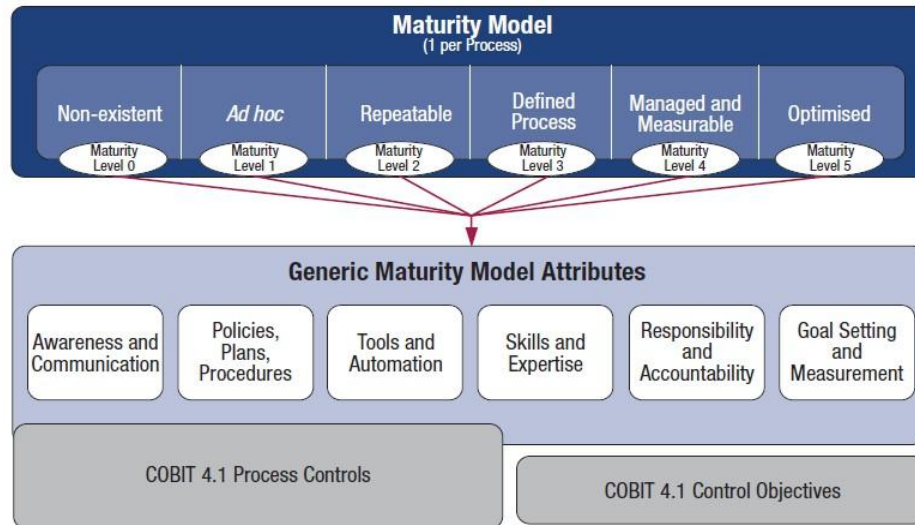 Maturity Model
(1 per Process)
Non-existent
Ad hoc
Repeatable
Defined
Process
Managed and
Measurable
Optimised
Maturity
Level 0
Maturity
Level 1
Maturity
Level 2
Maturity
Level 3
Maturity
Level 4
Maturity
Level 5
Generic Maturity Model Attributes
Awareness and
Communication
Policies,
Plans,
Procedures
Tools and
Automation
Skills and
Expertise
Responsibility
and
Accountability
Goal Setting
and
Measurement
COBIT 4.1 Process Controls
COBIT 4.1 Control Objectives